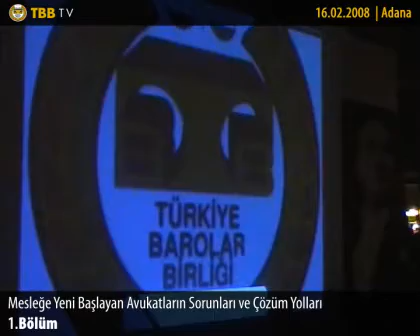 TBB TV
16.02.2008 | Adana
TÜRKİYE
BAROLAR
BİRLİĞİ
Mesleğe Yeni Başlayan Avukatların Sorunları ve Çözüm Yolları
1.Bölüm